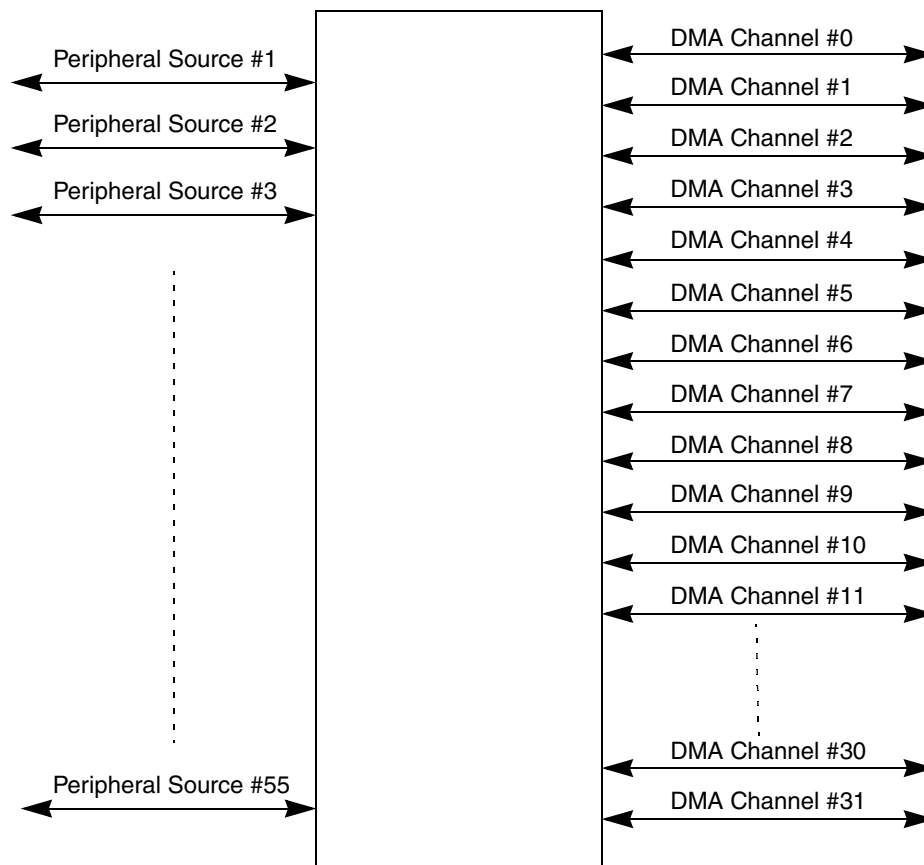 Peripheral Source #1
Peripheral Source #2
Peripheral Source #3
Peripheral Source #55
DMA Channel #0
DMA Channel #1
DMA Channel #2
DMA Channel #3
DMA Channel #4
DMA Channel #5
DMA Channel #6
DMA Channel #7
DMA Channel #8
DMA Channel #9
DMA Channel #10
DMA Channel #11
DMA Channel #30
DMA Channel #31